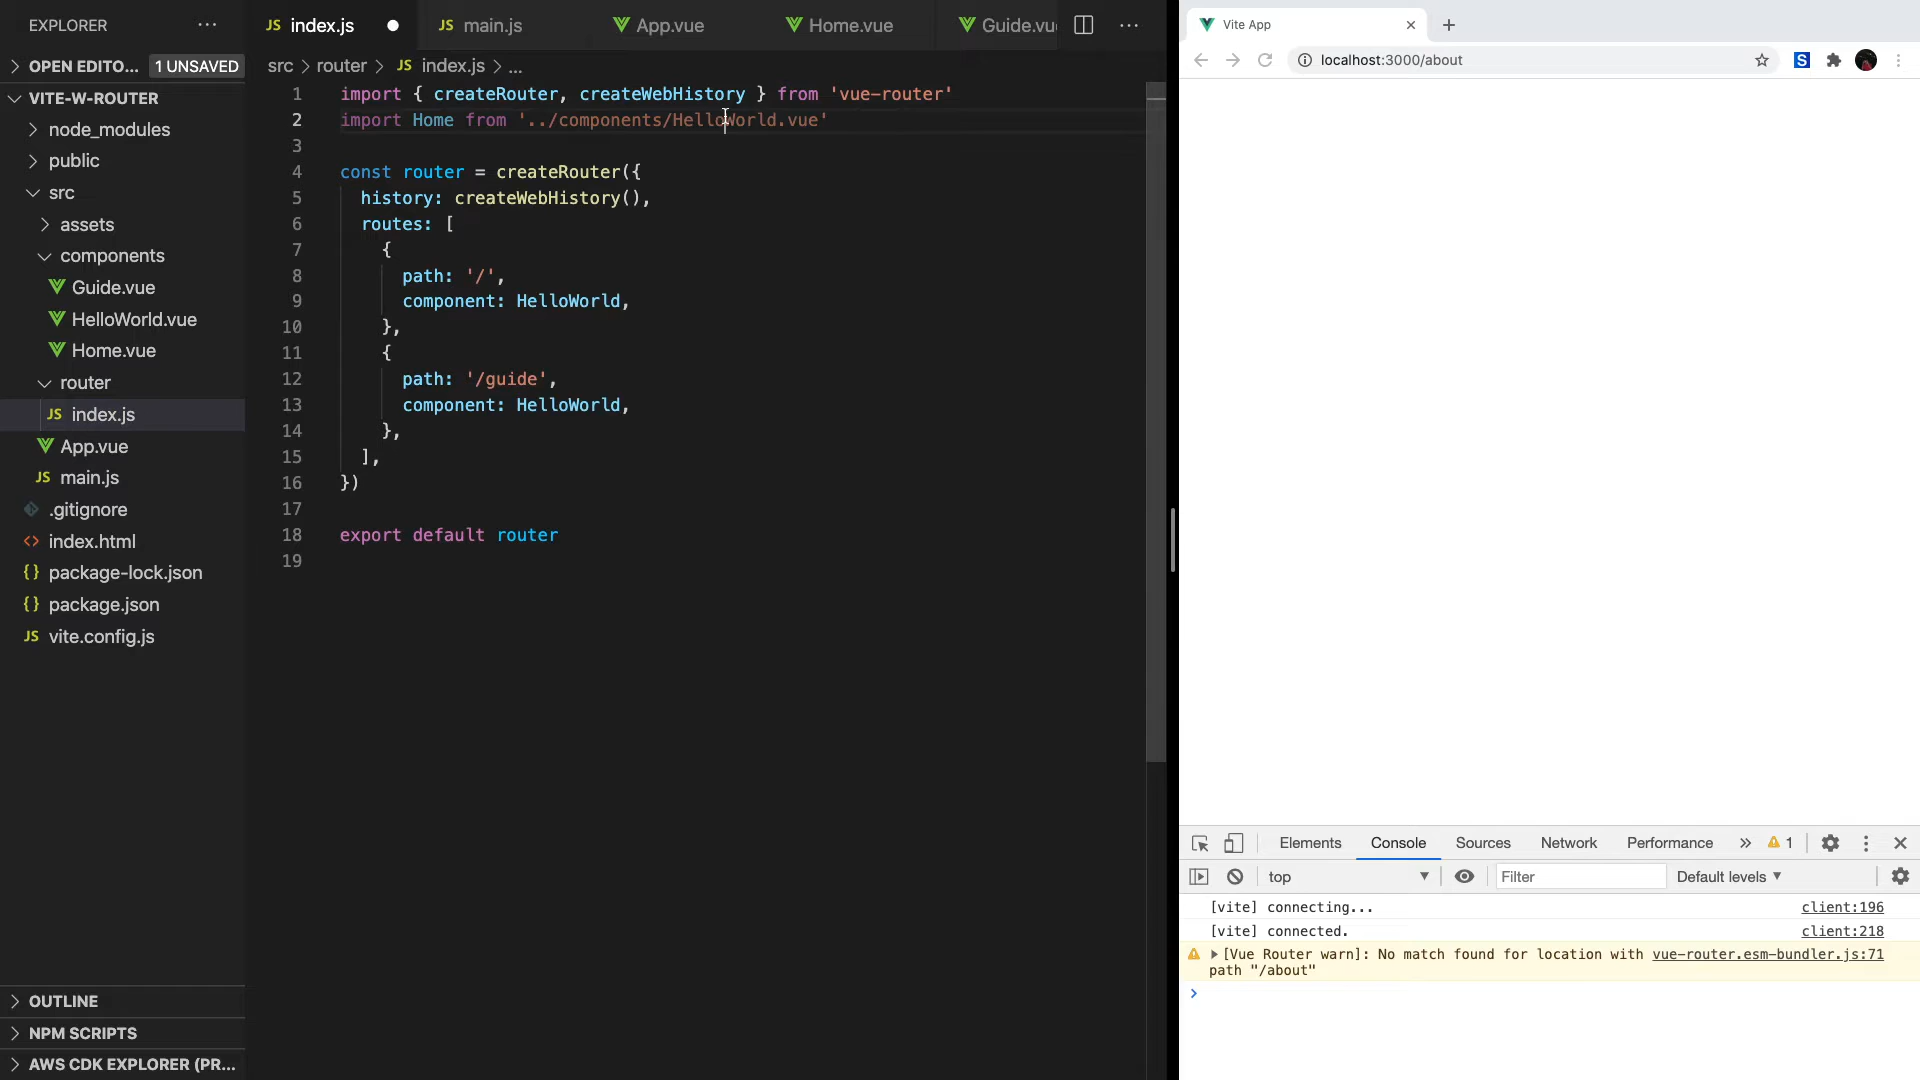 EXPLORER
OPEN EDITO... 1 UNSAVED
VITE-W-ROUTER
node_modules
public
src
assets
components
Guide.vue
HelloWorld.vue
Home.vue
router
JS index.js
App.vue
JS main.js
.gitignore
index.html
package-lock.json
package.json
JS vite.config.js
OUTLINE
NPM SCRIPTS
AWS CDK EXPLORER (PR...
JS index.js
JS main.js
App.vue
Home.vue
Guide.vu
src > router > JS index.js > ...
1 import { createRouter, createWebHistory } from 'vue-router'
2 import Home from '../components/HelloWorld.vue'
3
4 const router = createRouter({
5 history: createWebHistory(),
6 routes: [
7 {
8 path: '/',
9 component: HelloWorld,
10 },
11 {
12 path: '/guide',
13 component: HelloWorld,
14 },
15 ],
16 })
17
18 export default router
19
Vite App
localhost:3000/about
S
Elements Console Sources Network Performance 1
top Filter Default levels
[vite] connecting... client:196
[vite] connected. client:218
[Vue Router warn]: No match found for location with vue-router.esm-bundler.js:71
path "/about"